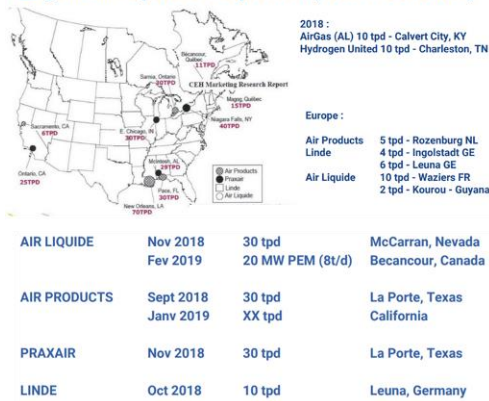 Becancour,
Québec
11TPD
Sarnia, Ontario
30TPD
CEH Marketing Research Report
Magog, Québec
15TPD
Niagara Falls, NY
40TPD
Sacramento, CA
6TPD
E. Chicago, IN
30TPD
Ontario, CA
25TPD
McIntosh, AL
Pace, FL
30TPD
New Orleans, LA
70TPD
Air Products
Praxair
Linde
Air Liquide
2018 :
AirGas (AL) 10 tpd - Calvert City, KY
Hydrogen United 10 tpd - Charleston, TN
Europe :
Air Products 5 tpd - Rozenburg NL
Linde 4 tpd - Ingolstadt GE
6 tpd - Leuna GE
Air Liquide 10 tpd - Waziers FR
2 tpd - Kourou - Guyana
AIR LIQUIDE Nov 2018 30 tpd McCarran, Nevada
Fev 2019 20 MW PEM (8t/d) Becancour, Canada
AIR PRODUCTS Sept 2018 30 tpd La Porte, Texas
Janv 2019 XX tpd California
PRAXAIR Nov 2018 30 tpd La Porte, Texas
LINDE Oct 2018 10 tpd Leuna, Germany